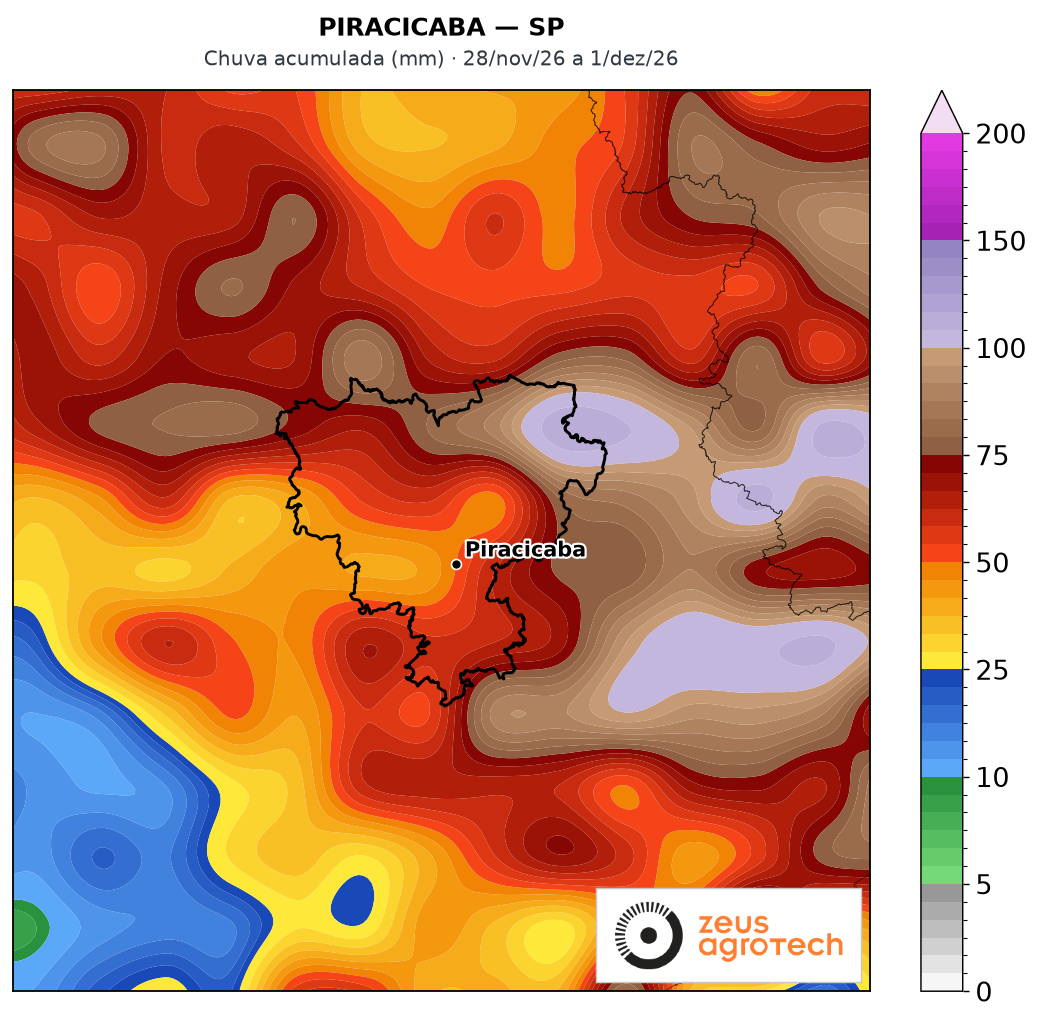 PIRACICABA — SP
Chuva acumulada (mm) · 28/nov/26 a 1/dez/26
200
150
100
75
50
25
10
5
0
Piracicaba
zeus
agrotech